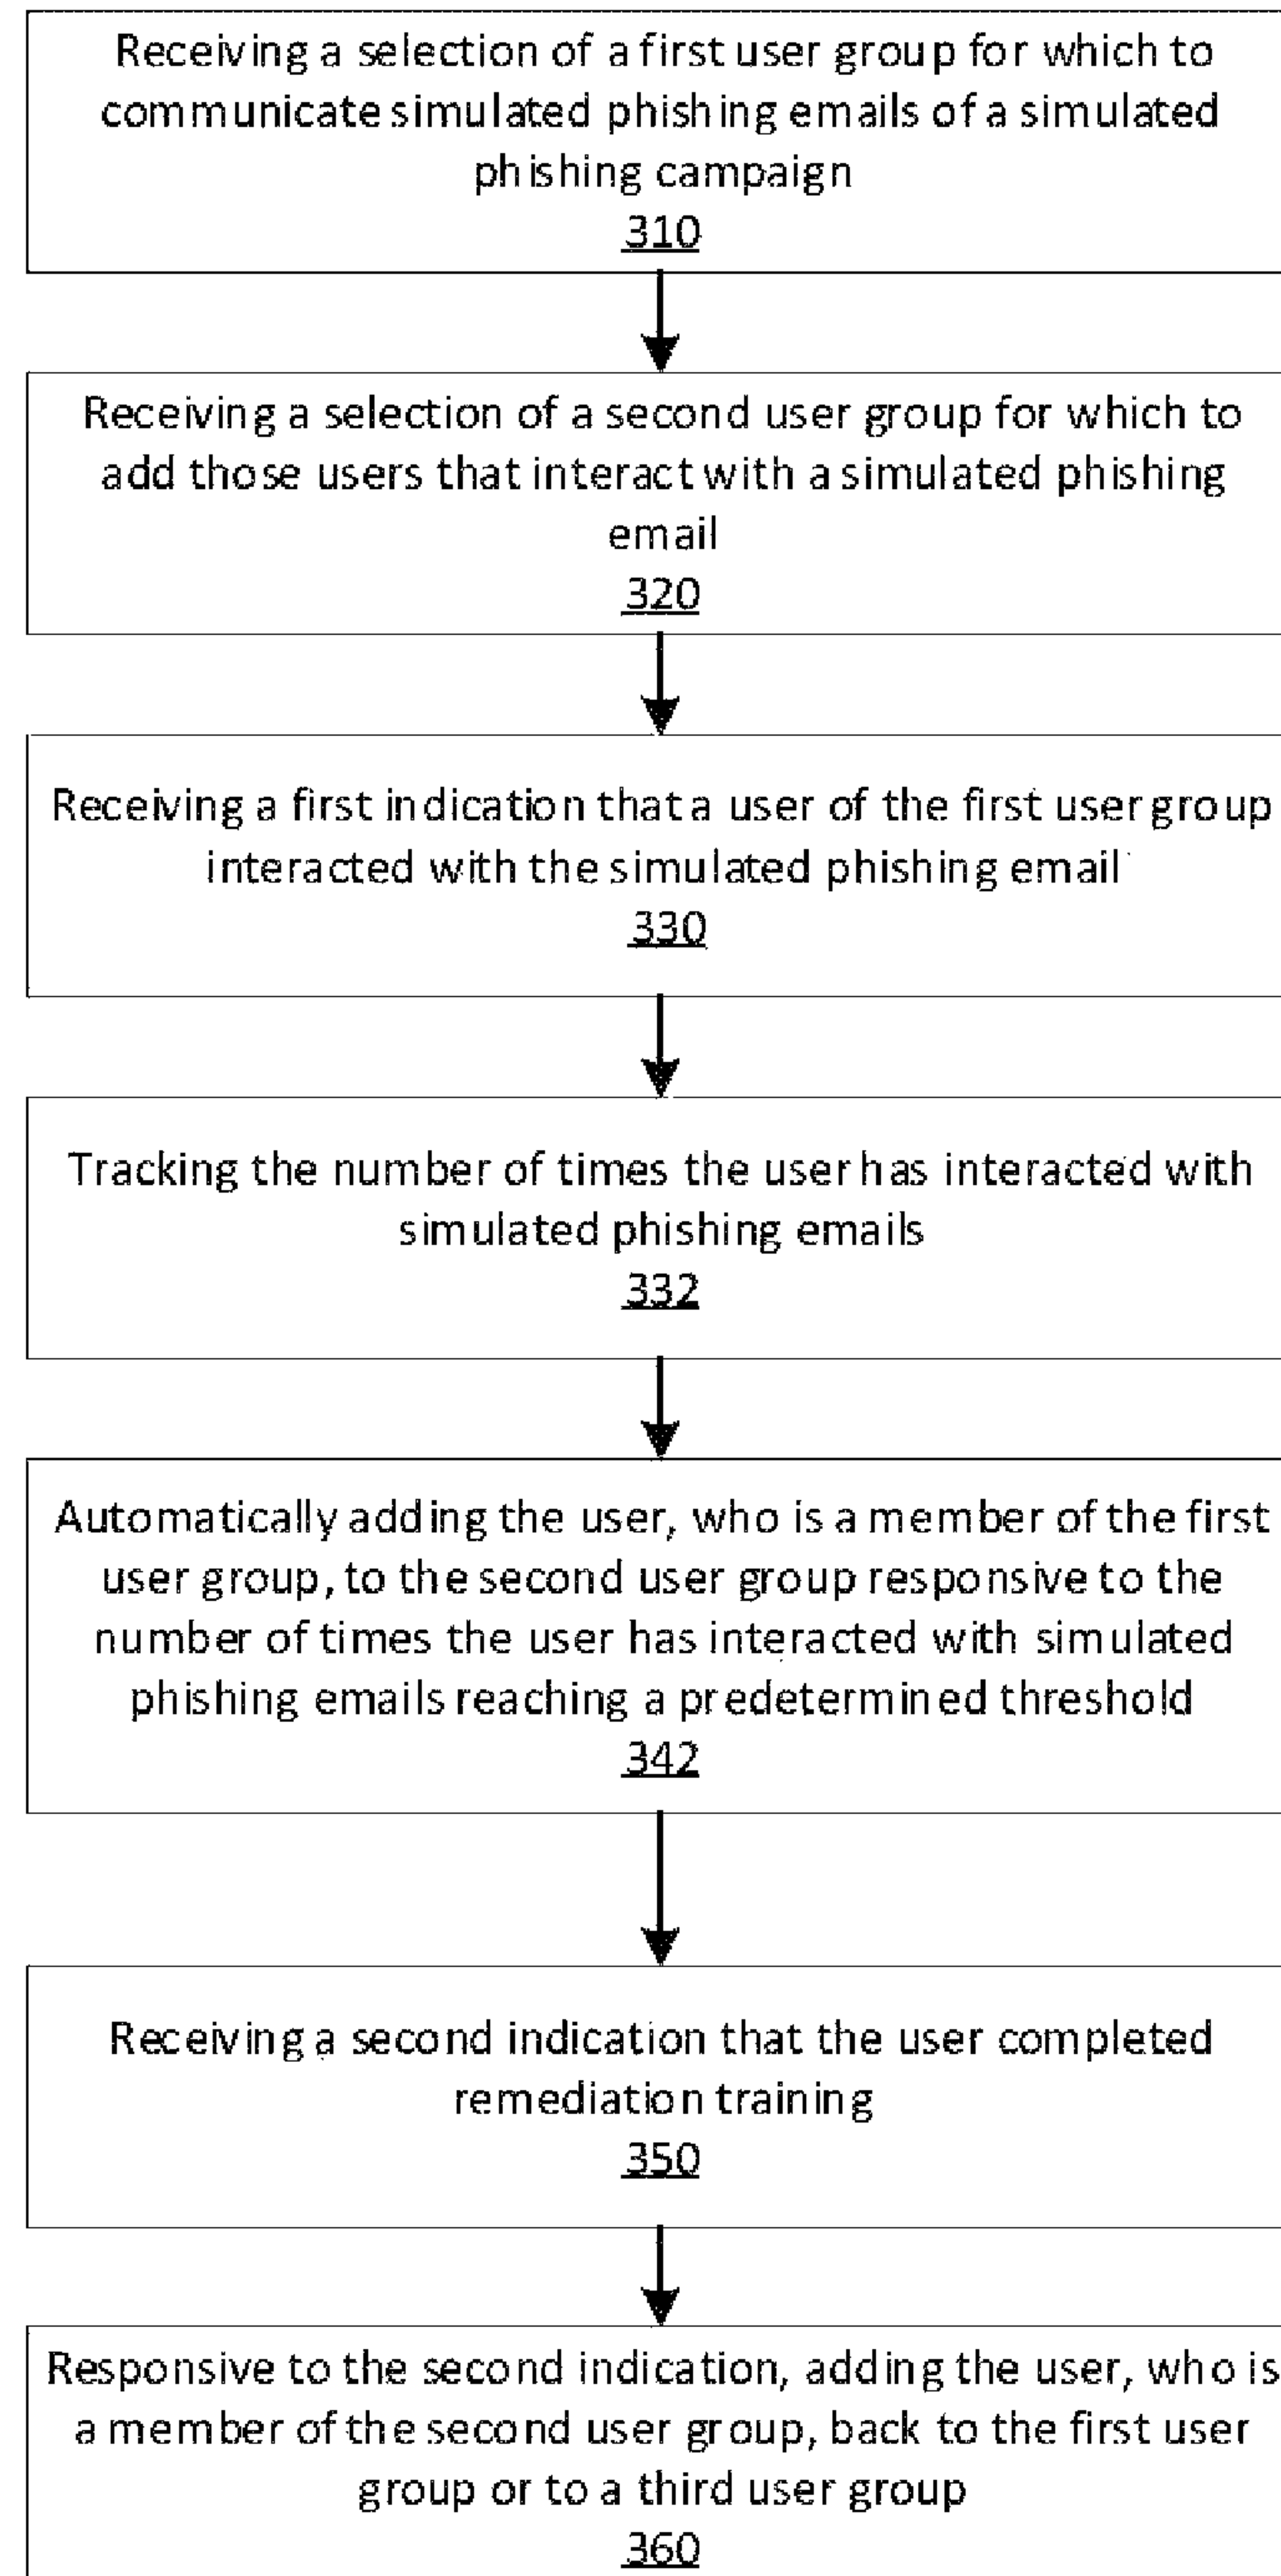 Receiving a selection of a first user group for which to
communicate simulated phishing emails of a simulated
phishing campaign
310
Receiving a selection of a second user group for which to
add those users that interact with a simulated phishing
email
320
Receiving a first indication that a user of the first user group
interacted with the simulated phishing email
330
Tracking the number of times the user has interacted with
simulated phishing emails
332
Automatically adding the user, who is a member of the first
user group, to the second user group responsive to the
number of times the user has interacted with simulated
phishing emails reaching a predetermined threshold
342
Receiving a second indication that the user completed
remediation training
350
Responsive to the second indication, adding the user, who is
a member of the second user group, back to the first user
group or to a third user group
360